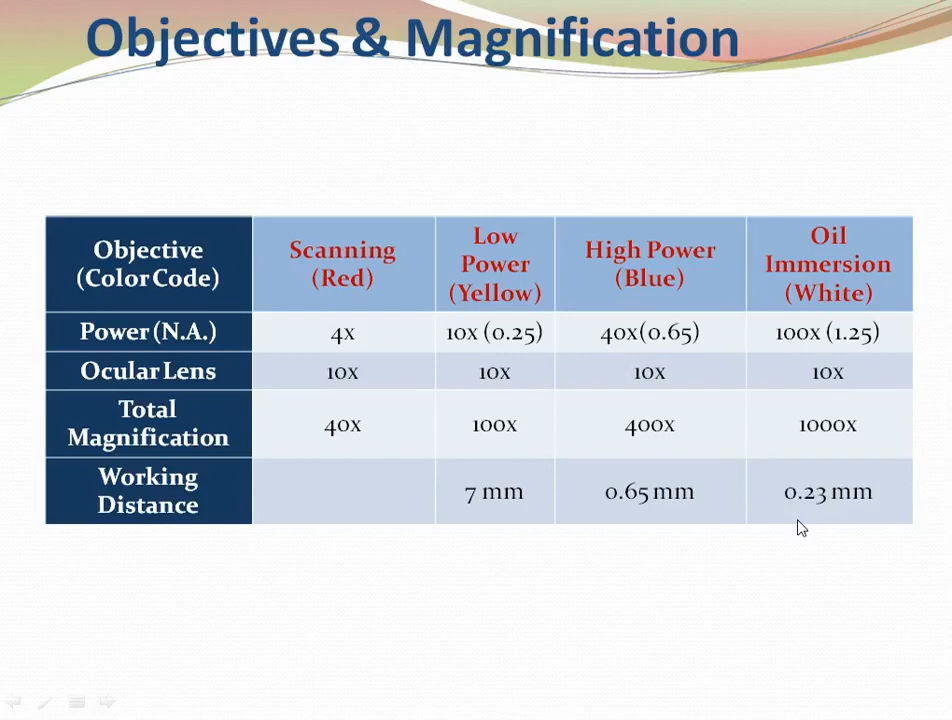 Objectives & Magnification
Objective (Color Code) Scanning (Red) Low Power (Yellow) High Power (Blue) Oil Immersion (White)
Power (N.A.) 4x 10x (0.25) 40x(0.65) 100x (1.25)
Ocular Lens 10x 10x 10x 10x
Total Magnification 40x 100x 400x 1000x
Working Distance 7 mm 0.65 mm 0.23 mm